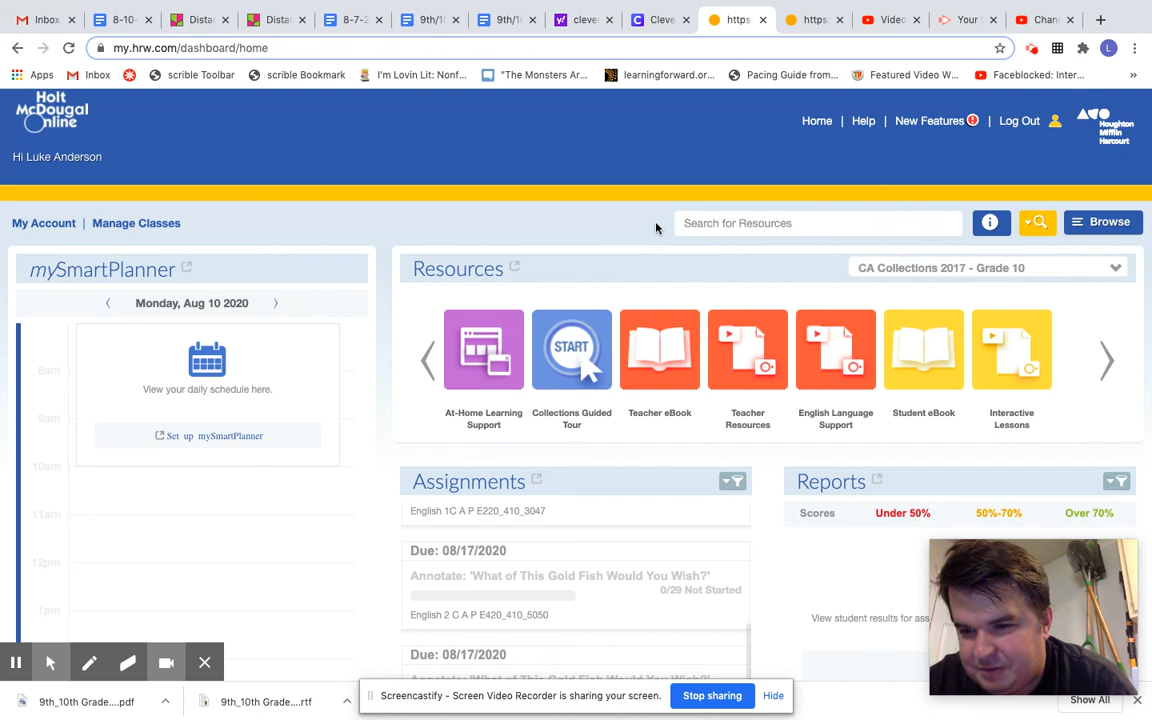 Inbox
8-10-
Dista
Dista
8-7-2
9th/1
9th/1
cleve
Cleve
https
https
Video
Your
Chan
my.hrw.com/dashboard/home
L
Apps
Inbox
scrible Toolbar
scrible Bookmark
I'm Lovin Lit: Nonf...
"The Monsters Ar...
learningforward.or...
Pacing Guide from...
Featured Video W...
Faceblocked: Inter...
»
Holt
McDougal
Online
Hi Luke Anderson
Home | Help | New Features | Log Out
Houghton
Mifflin
Harcourt
My Account | Manage Classes
Search for Resources
Browse
mySmartPlanner
Monday, Aug 10 2020
8am
View your daily schedule here.
9am
Set up mySmartPlanner
10am
11am
12pm
1pm
Resources
CA Collections 2017 - Grade 10
START
At-Home Learning
Support
Collections Guided
Tour
Teacher eBook
Teacher
Resources
English Language
Support
Student eBook
Interactive
Lessons
Assignments
English 1C A P E220_410_3047
Due: 08/17/2020
Annotate: 'What of This Gold Fish Would You Wish?'
0/29 Not Started
English 2 C A P E420_410_5050
Due: 08/17/2020
Reports
Scores
Under 50%
50%-70%
Over 70%
View student results for ass
9th_10th Grade....pdf
9th_10th Grade....rtf
Screencastify - Screen Video Recorder is sharing your screen.
Stop sharing
Hide
Show All